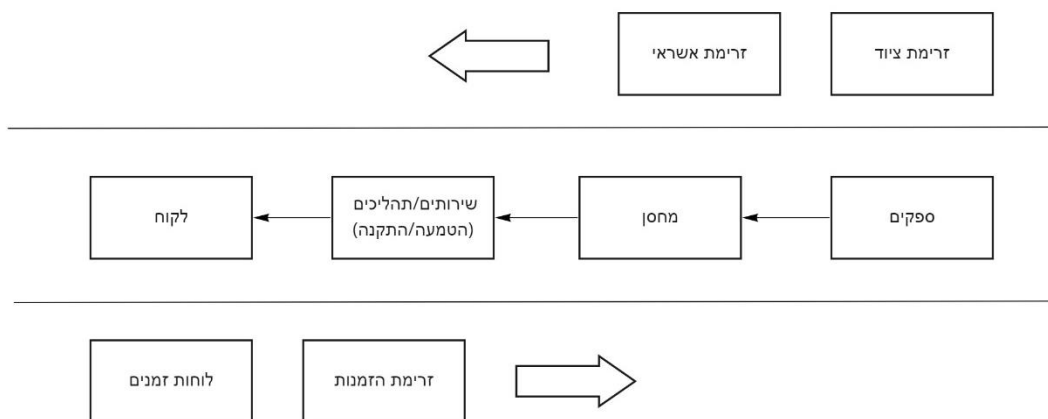 זרימת ציוד
זרימת אשראי
ספקים
מחסן
שירותים/תהליכים
(הטמעה/התקנה)
לקוח
זרימת הזמנות
לוחות זמנים